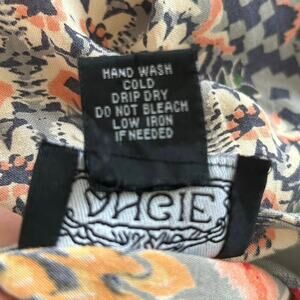 HAND WASH
COLD
DRIP DRY
DO NOT BLEACH
LOW IRON
IF NEEDED